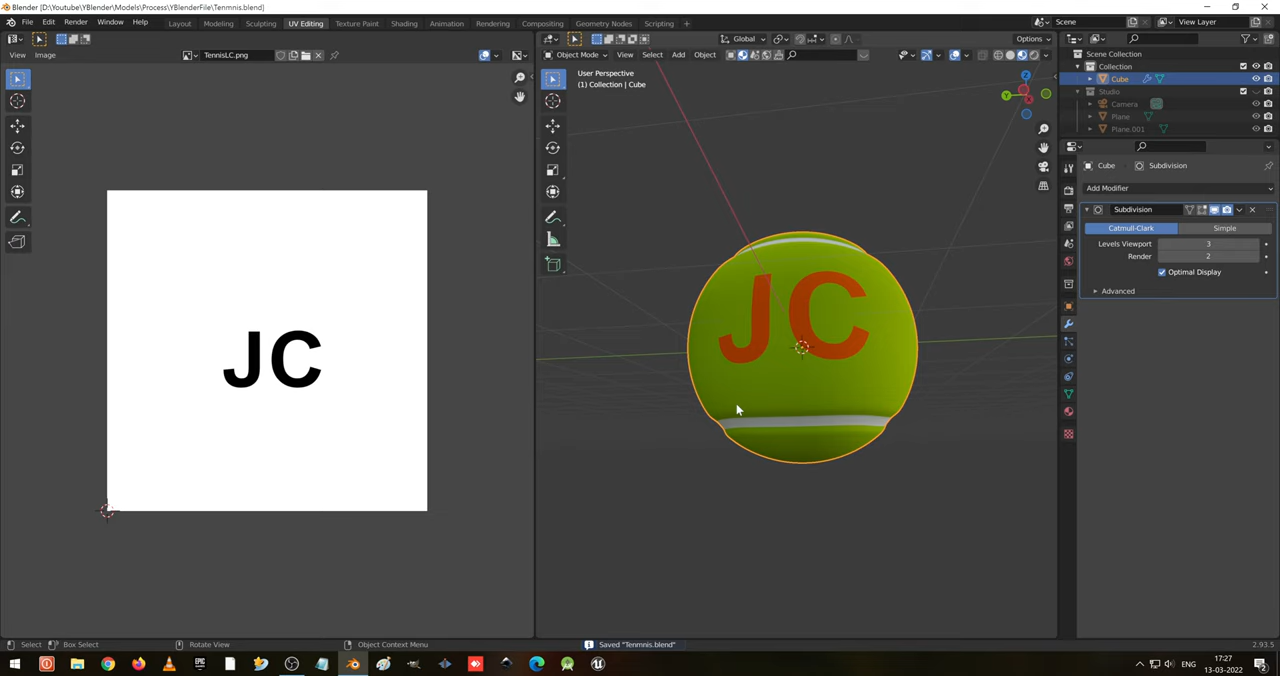 Blender [D:\Youtube\YBlenderFile\Models\Process\YBlenderFile\Tenmnis.blend]
File Edit Render Window Help Layout Modeling Sculpting UV Editing Texture Paint Shading Animation Rendering Compositing Geometry Nodes Scripting + Scene View Layer
Global Options
View Image TennisLC.png Object Mode View Select Add Object
User Perspective
(1) Collection | Cube
Scene Collection
Collection
Cube
Studio
Camera
Plane
Plane.001
Z
Y
X
Cube Subdivision
Add Modifier
Subdivision
Catmull-Clark Simple
Levels Viewport 3
Render 2
Optimal Display
Advanced
JC
JC
Select Box Select Rotate View Object Context Menu Saved "Tenmnis.blend" 2.93.5
ENG 17:27
13-03-2022
2